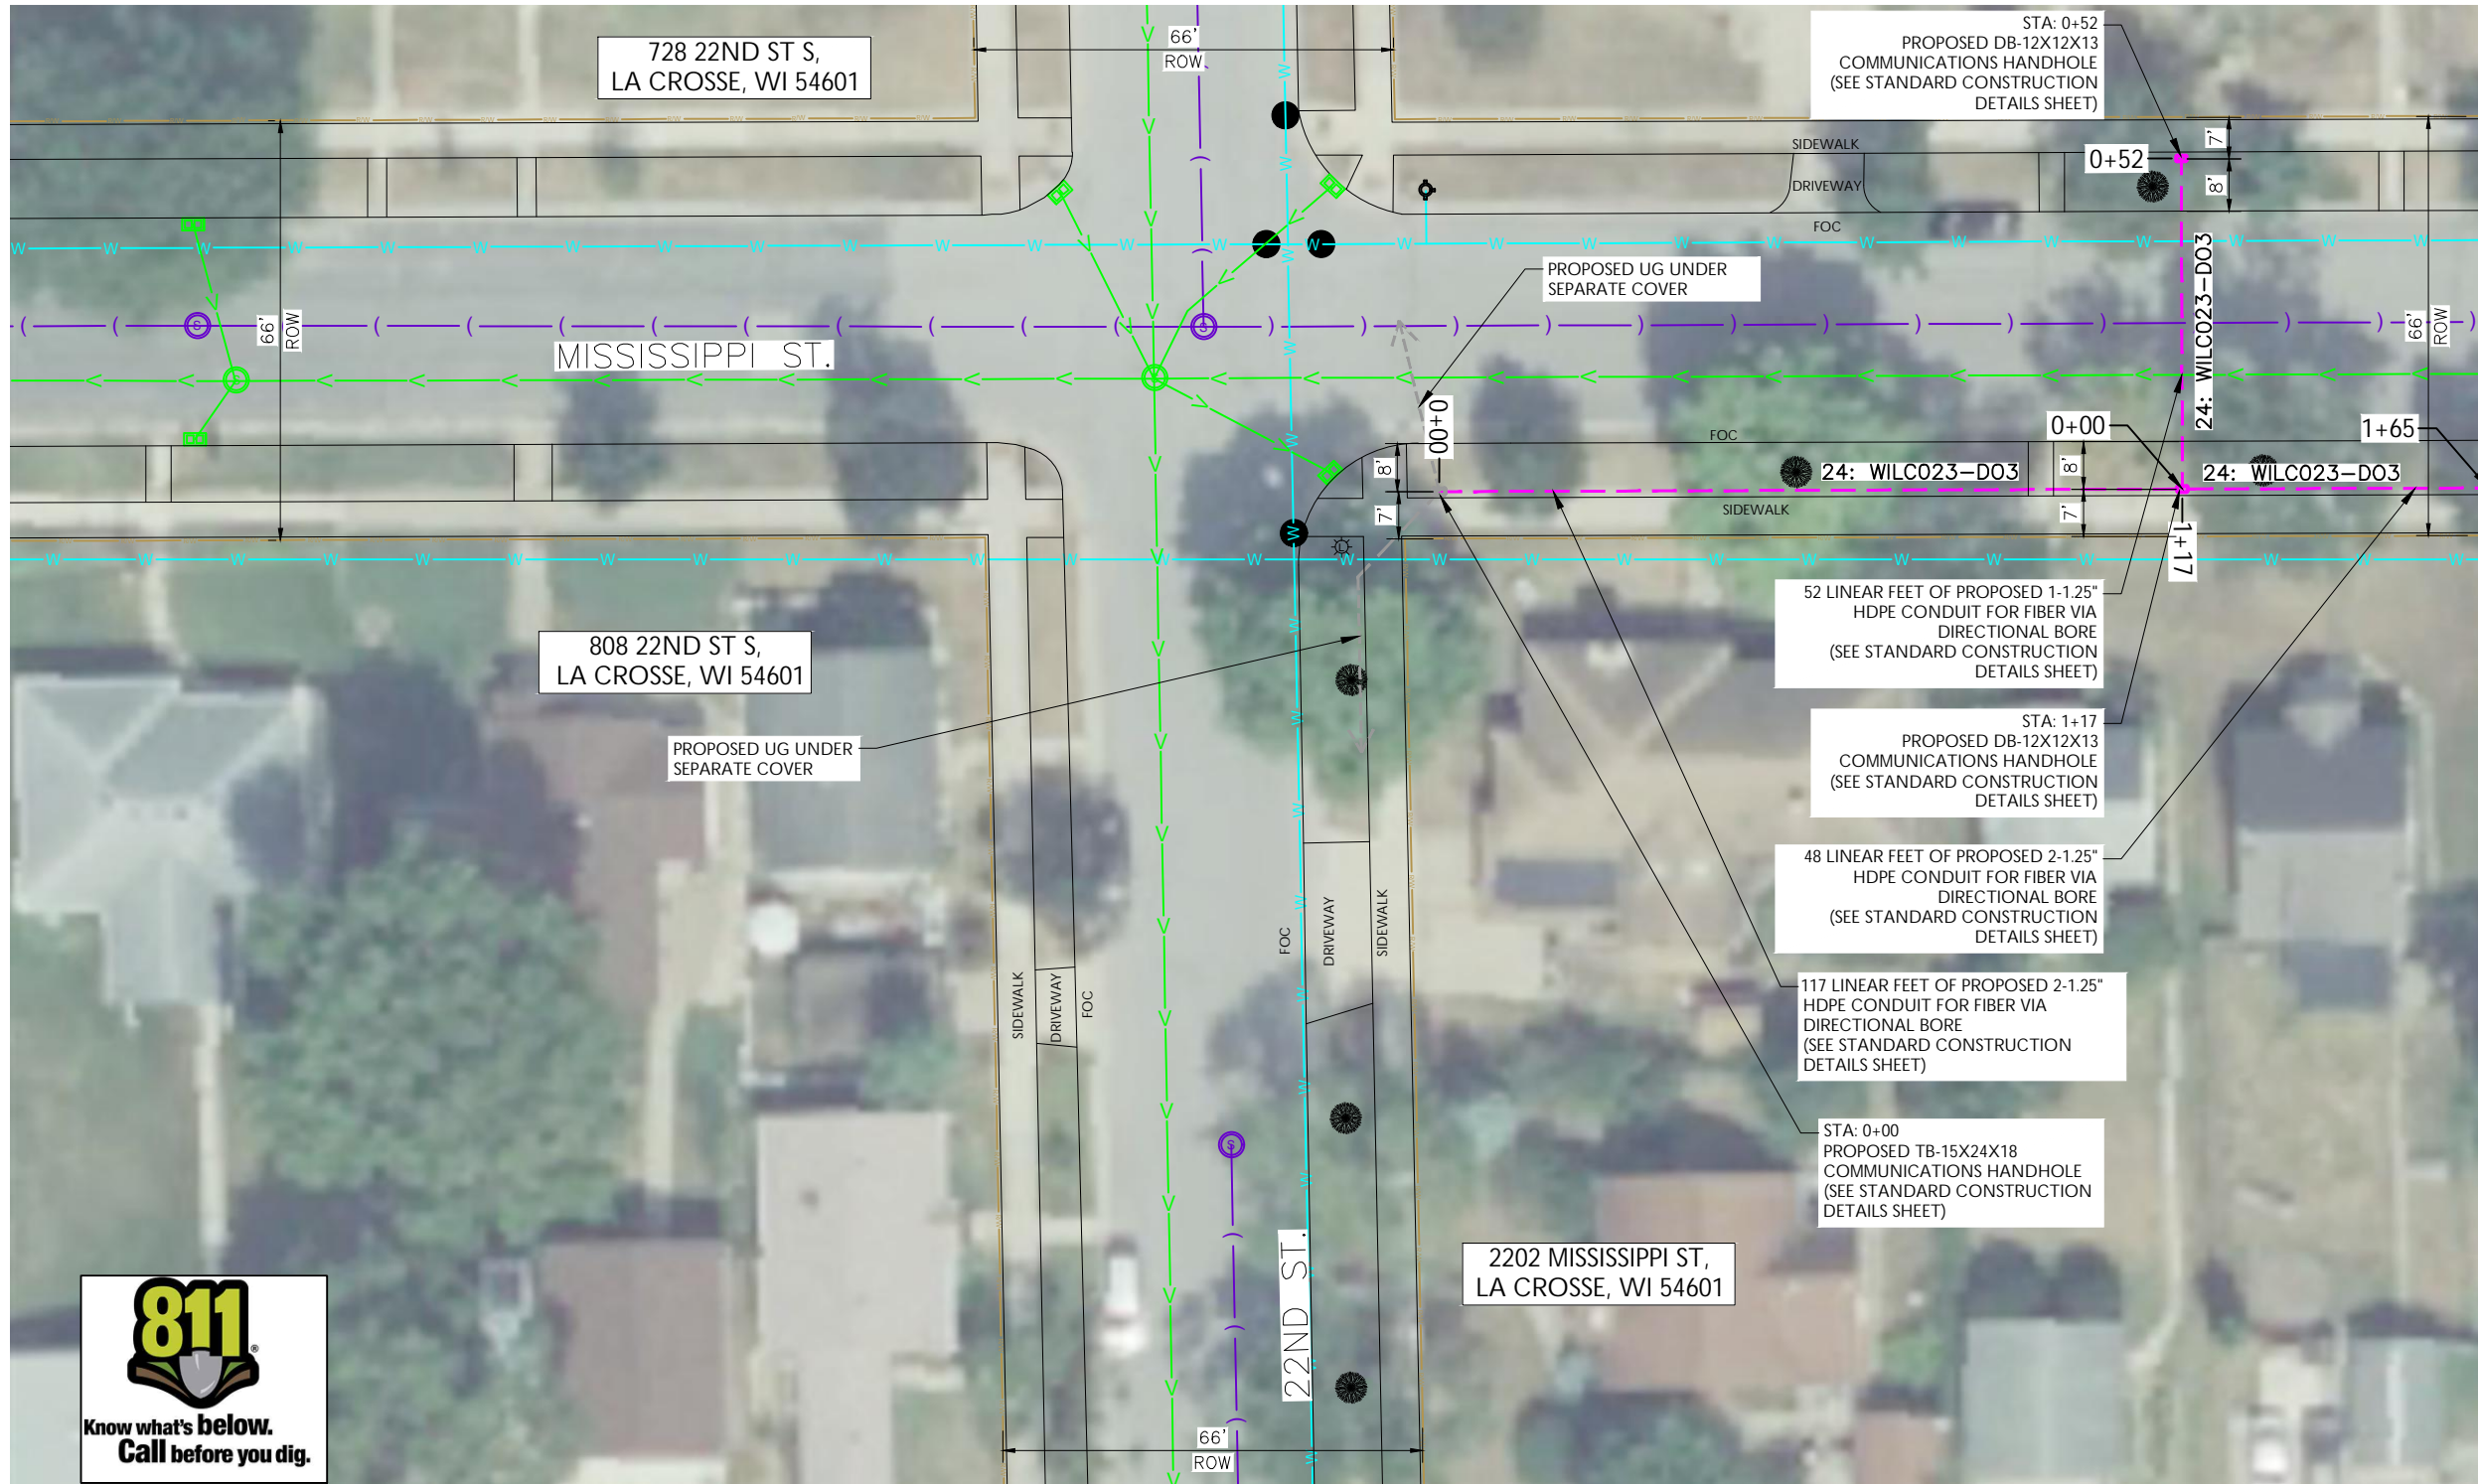 728 22ND ST S,
LA CROSSE, WI 54601
66'
ROW
STA: 0+52
PROPOSED DB-12X12X13
COMMUNICATIONS HANDHOLE
(SEE STANDARD CONSTRUCTION
DETAILS SHEET)
SIDEWALK
0+52
7'
DRIVEWAY
8'
FOC
PROPOSED UG UNDER
SEPARATE COVER
24: WILC023-DO3
66'
ROW
66'
ROW
MISSISSIPPI ST.
0+00
FOC
0+00
1+65
8'
24: WILC023-DO3
8'
24: WILC023-DO3
7'
SIDEWALK
7'
1+17
52 LINEAR FEET OF PROPOSED 1-1.25"
HDPE CONDUIT FOR FIBER VIA
DIRECTIONAL BORE
(SEE STANDARD CONSTRUCTION
DETAILS SHEET)
808 22ND ST S,
LA CROSSE, WI 54601
PROPOSED UG UNDER
SEPARATE COVER
STA: 1+17
PROPOSED DB-12X12X13
COMMUNICATIONS HANDHOLE
(SEE STANDARD CONSTRUCTION
DETAILS SHEET)
48 LINEAR FEET OF PROPOSED 2-1.25"
HDPE CONDUIT FOR FIBER VIA
DIRECTIONAL BORE
(SEE STANDARD CONSTRUCTION
DETAILS SHEET)
FOC
DRIVEWAY
SIDEWALK
SIDEWALK
DRIVEWAY
FOC
117 LINEAR FEET OF PROPOSED 2-1.25"
HDPE CONDUIT FOR FIBER VIA
DIRECTIONAL BORE
(SEE STANDARD CONSTRUCTION
DETAILS SHEET)
STA: 0+00
PROPOSED TB-15X24X18
COMMUNICATIONS HANDHOLE
(SEE STANDARD CONSTRUCTION
DETAILS SHEET)
22ND ST.
2202 MISSISSIPPI ST,
LA CROSSE, WI 54601
811
Know what's below.
Call before you dig.
66'
ROW